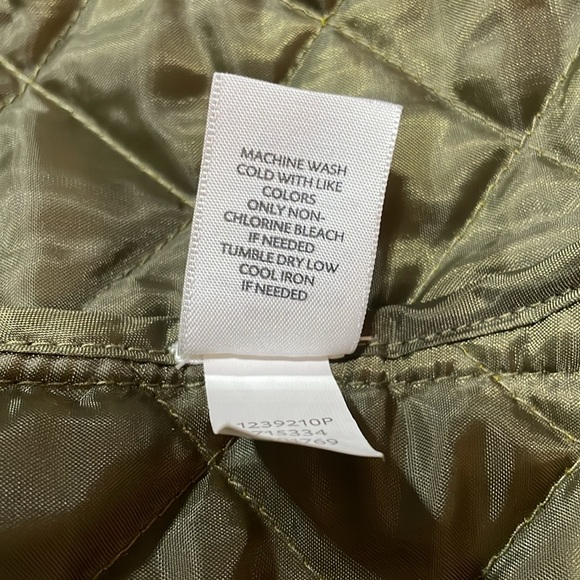 MACHINE WASH
COLD WITH LIKE
COLORS
ONLY NON-
CHLORINE BLEACH
IF NEEDED
TUMBLE DRY LOW
COOL IRON
IF NEEDED
1239210P
715334